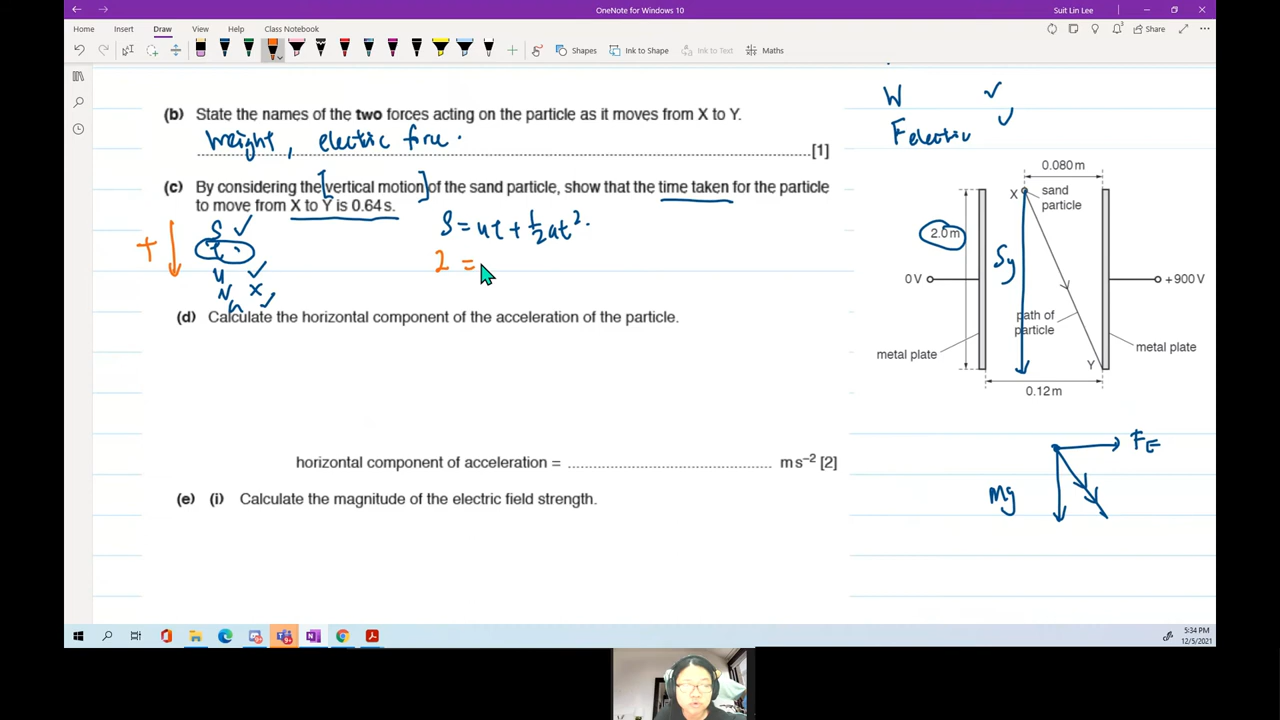 OneNote for Windows 10
Suit Lin Lee
Home Insert Draw View Help Class Notebook
Shapes Ink to Shape Ink to Text Maths Share
(b) State the names of the two forces acting on the particle as it moves from X to Y.
Weight, electric force.
[1]
(c) By considering the [vertical motion] of the sand particle, show that the time taken for the particle
to move from X to Y is 0.64 s.
+
S ✓
t
u ✓
v ×
a ✓
S = ut + ½at².
2 =
(d) Calculate the horizontal component of the acceleration of the particle.
horizontal component of acceleration = ............ m s⁻² [2]
(e) (i) Calculate the magnitude of the electric field strength.
W ✓
Felectric ✓
0.080 m
X
sand
particle
2.0 m
Sy
0 V
+900 V
path of
particle
metal plate
metal plate
Y
0.12 m
FE
mg
5:34 PM
12/5/2021